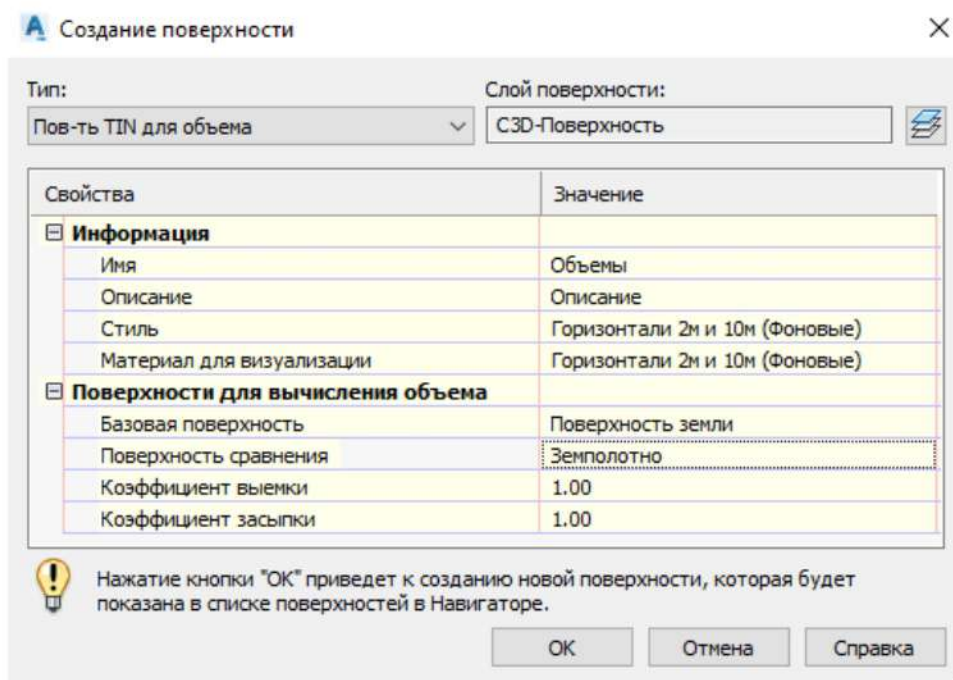 Создание поверхности
Тип: Слой поверхности:
Пов-ть TIN для объема С3D-Поверхность
Свойства Значение
Информация
Имя Объемы
Описание Описание
Стиль Горизонтали 2м и 10м (Фоновые)
Материал для визуализации Горизонтали 2м и 10м (Фоновые)
Поверхности для вычисления объема
Базовая поверхность Поверхность земли
Поверхность сравнения Земполотно
Коэффициент выемки 1.00
Коэффициент засыпки 1.00
Нажатие кнопки "ОК" приведет к созданию новой поверхности, которая будет
показана в списке поверхностей в Навигаторе.
ОК Отмена Справка